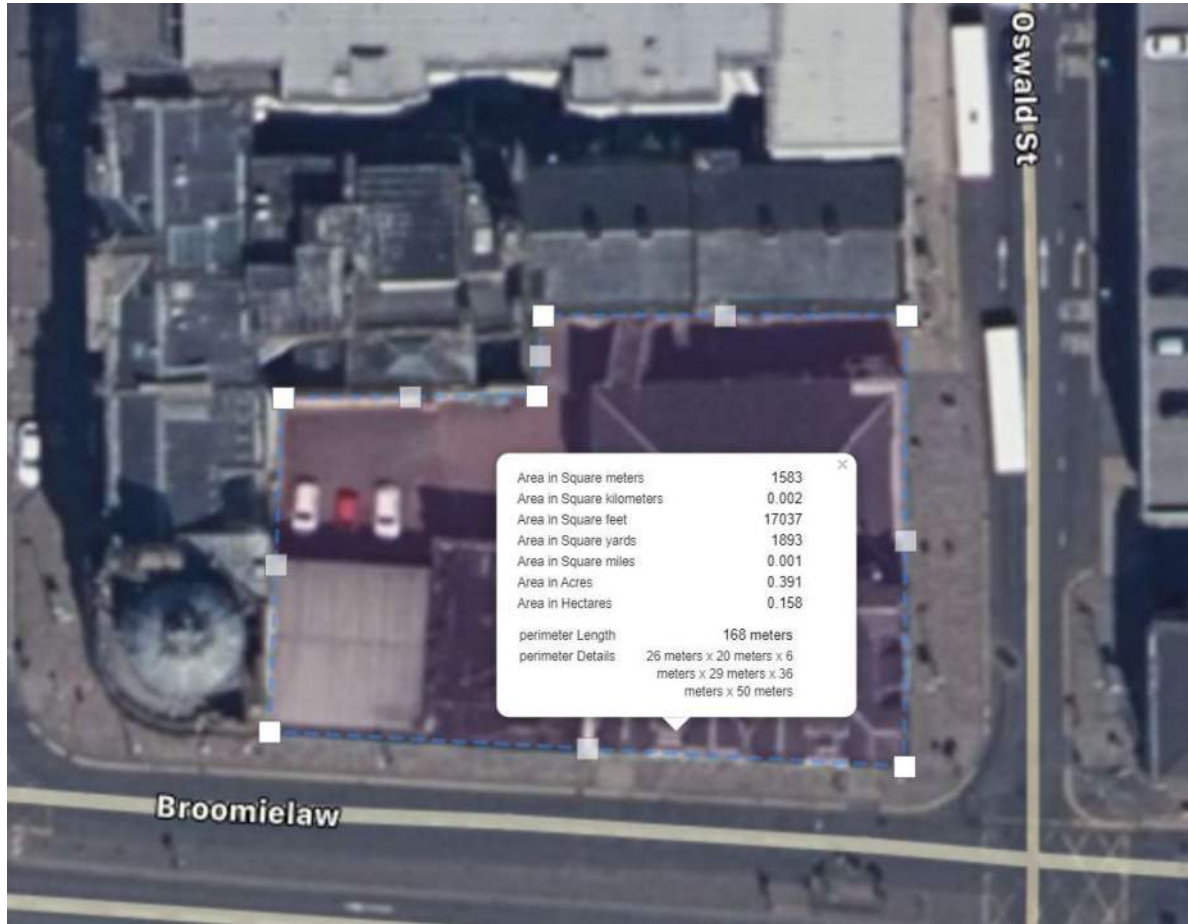 Oswald St
×
Area in Square meters 1583
Area in Square kilometers 0.002
Area in Square feet 17037
Area in Square yards 1893
Area in Square miles 0.001
Area in Acres 0.391
Area in Hectares 0.158
perimeter Length 168 meters
perimeter Details 26 meters x 20 meters x 6
meters x 29 meters x 36
meters x 50 meters
Broomielaw